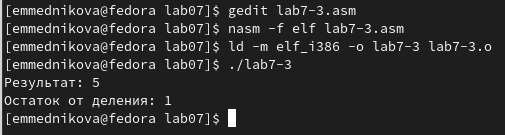 [emmednikova@fedora lab07]$ gedit lab7-3.asm
[emmednikova@fedora lab07]$ nasm -f elf lab7-3.asm
[emmednikova@fedora lab07]$ ld -m elf_i386 -o lab7-3 lab7-3.o
[emmednikova@fedora lab07]$ ./lab7-3
Результат: 5
Остаток от деления: 1
[emmednikova@fedora lab07]$